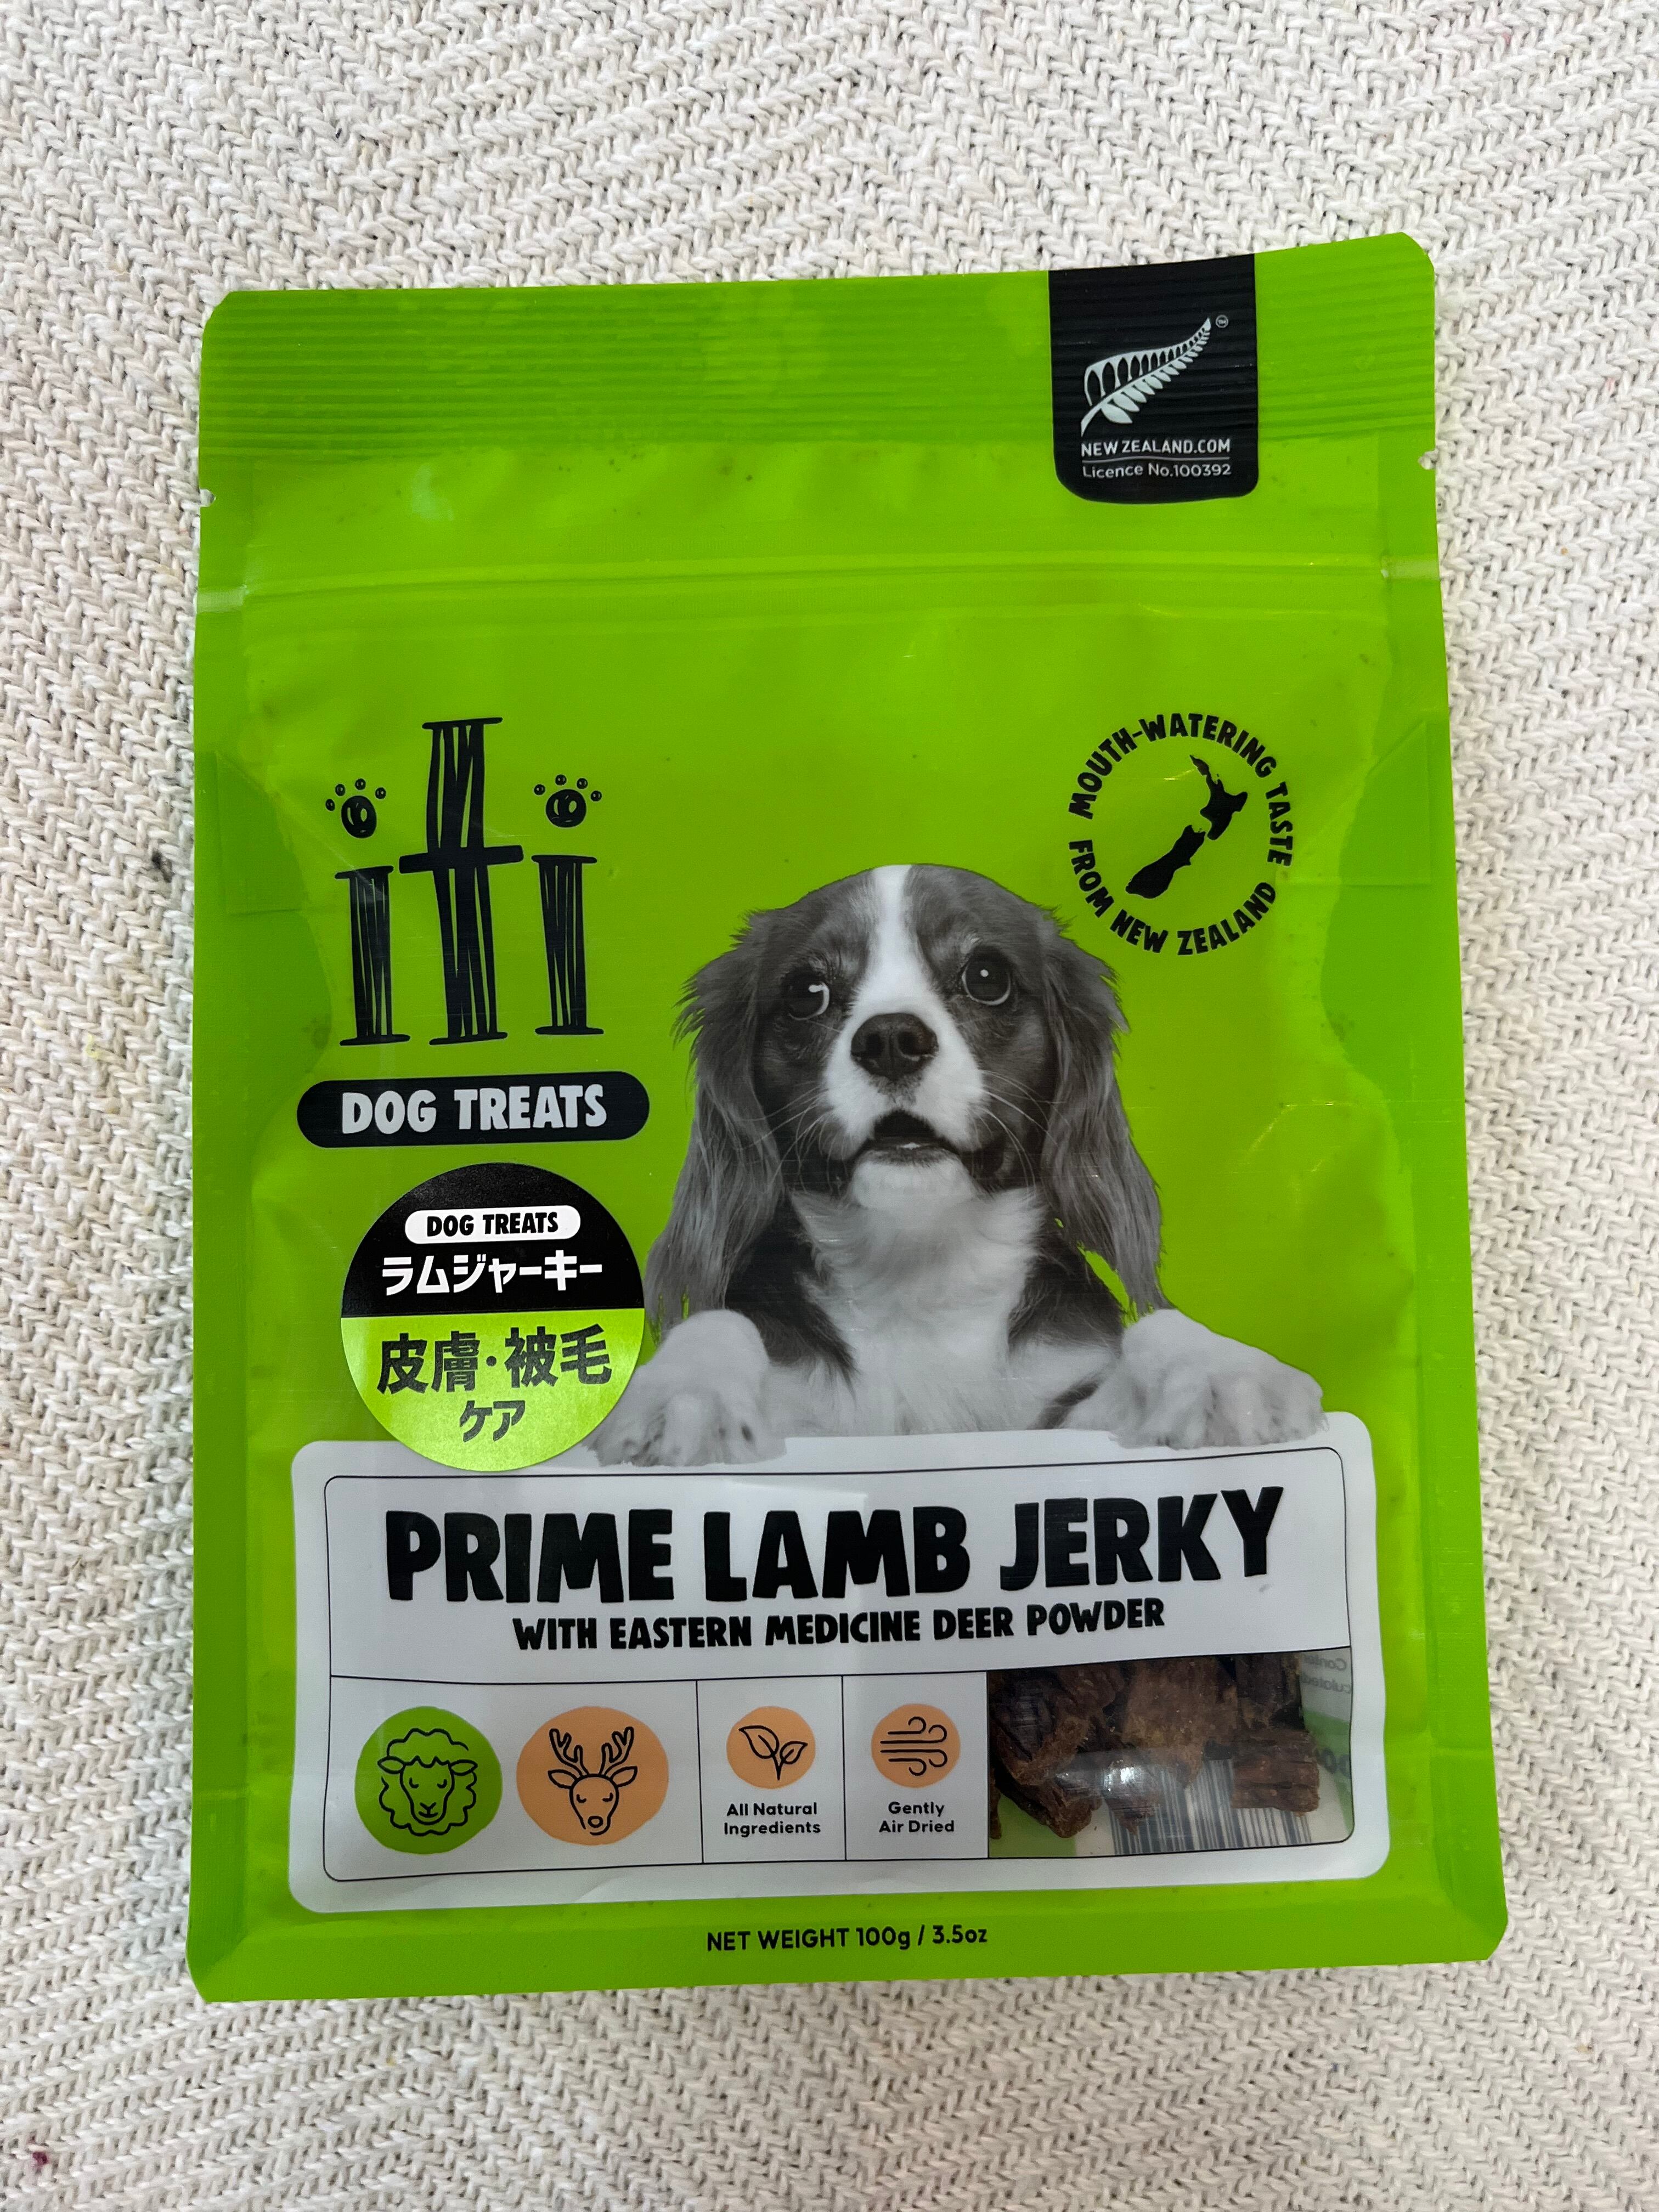 TM
NEW ZEALAND.COM
Licence No.100392
iti
MOUTH-WATERING TASTE
FROM NEW ZEALAND
DOG TREATS
DOG TREATS
ラムジャーキー
皮膚·被毛
ケア
PRIME LAMB JERKY
WITH EASTERN MEDICINE DEER POWDER
All Natural
Ingredients
Gently
Air Dried
NET WEIGHT 100g / 3.5oz